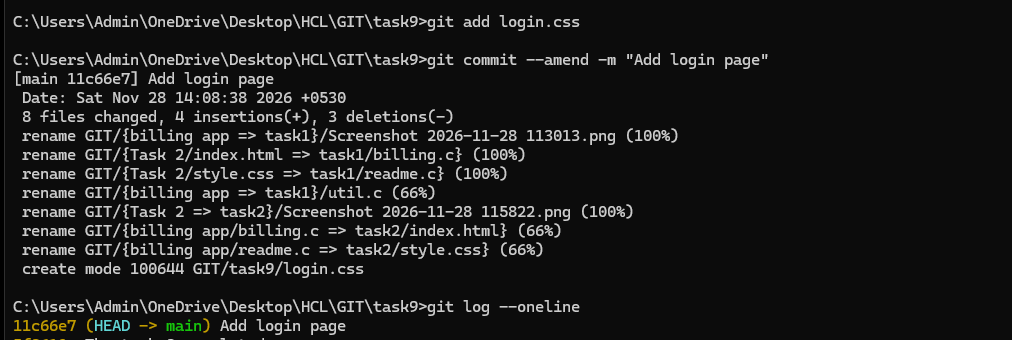 C:\Users\Admin\OneDrive\Desktop\HCL\GIT\task9>git add login.css
C:\Users\Admin\OneDrive\Desktop\HCL\GIT\task9>git commit --amend -m "Add login page"
[main 11c66e7] Add login page
Date: Sat Nov 28 14:08:38 2026 +0530
8 files changed, 4 insertions(+), 3 deletions(-)
rename GIT/{billing app => task1}/Screenshot 2026-11-28 113013.png (100%)
rename GIT/{Task 2/index.html => task1/billing.c} (100%)
rename GIT/{Task 2/style.css => task1/readme.c} (100%)
rename GIT/{billing app => task1}/util.c (66%)
rename GIT/{Task 2 => task2}/Screenshot 2026-11-28 115822.png (100%)
rename GIT/{billing app/billing.c => task2/index.html} (66%)
rename GIT/{billing app/readme.c => task2/style.css} (66%)
create mode 100644 GIT/task9/login.css
C:\Users\Admin\OneDrive\Desktop\HCL\GIT\task9>git log --oneline
11c66e7 (HEAD -> main) Add login page